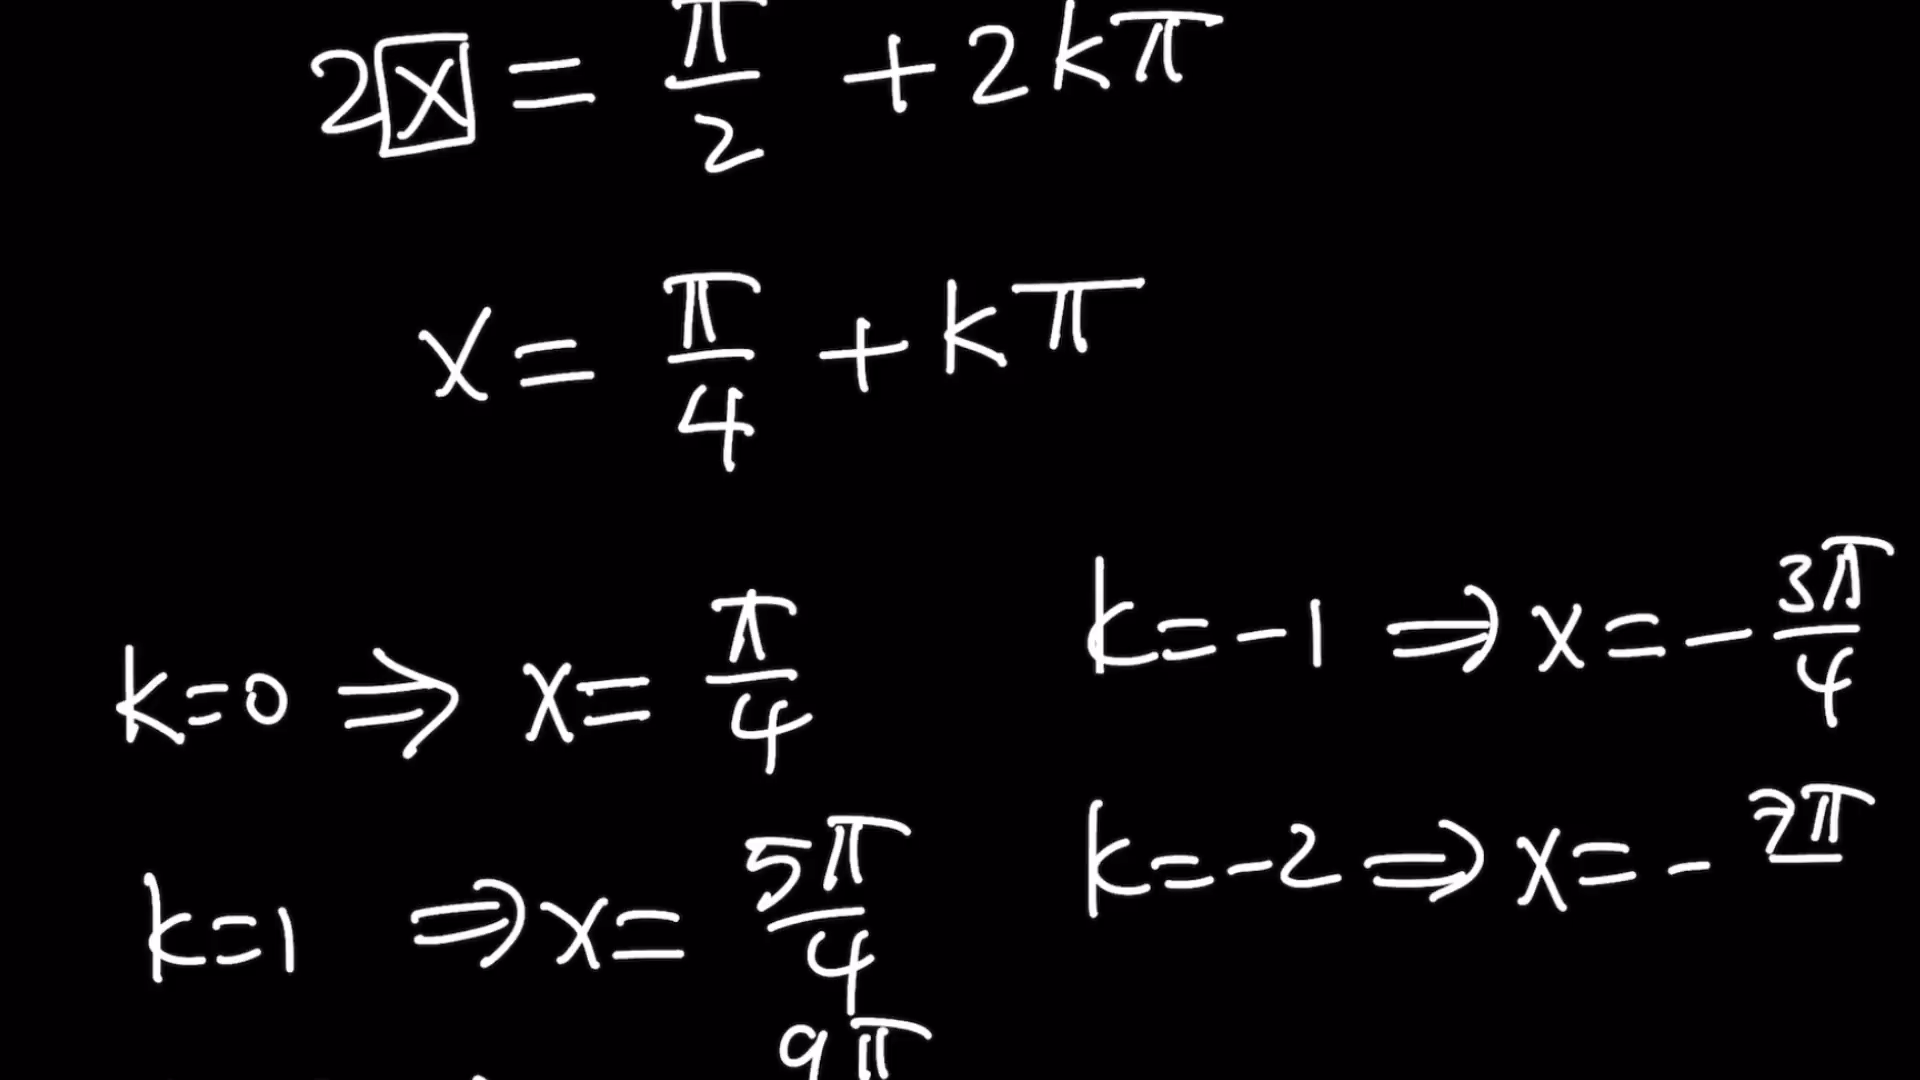 2x = π/2 + 2kπ
x = π/4 + kπ
k=0 ⇒ x= π/4
k=1 ⇒ x= 5π/4
9π
k=-1 ⇒ x= -3π/4
k=-2 ⇒ x= - 7π